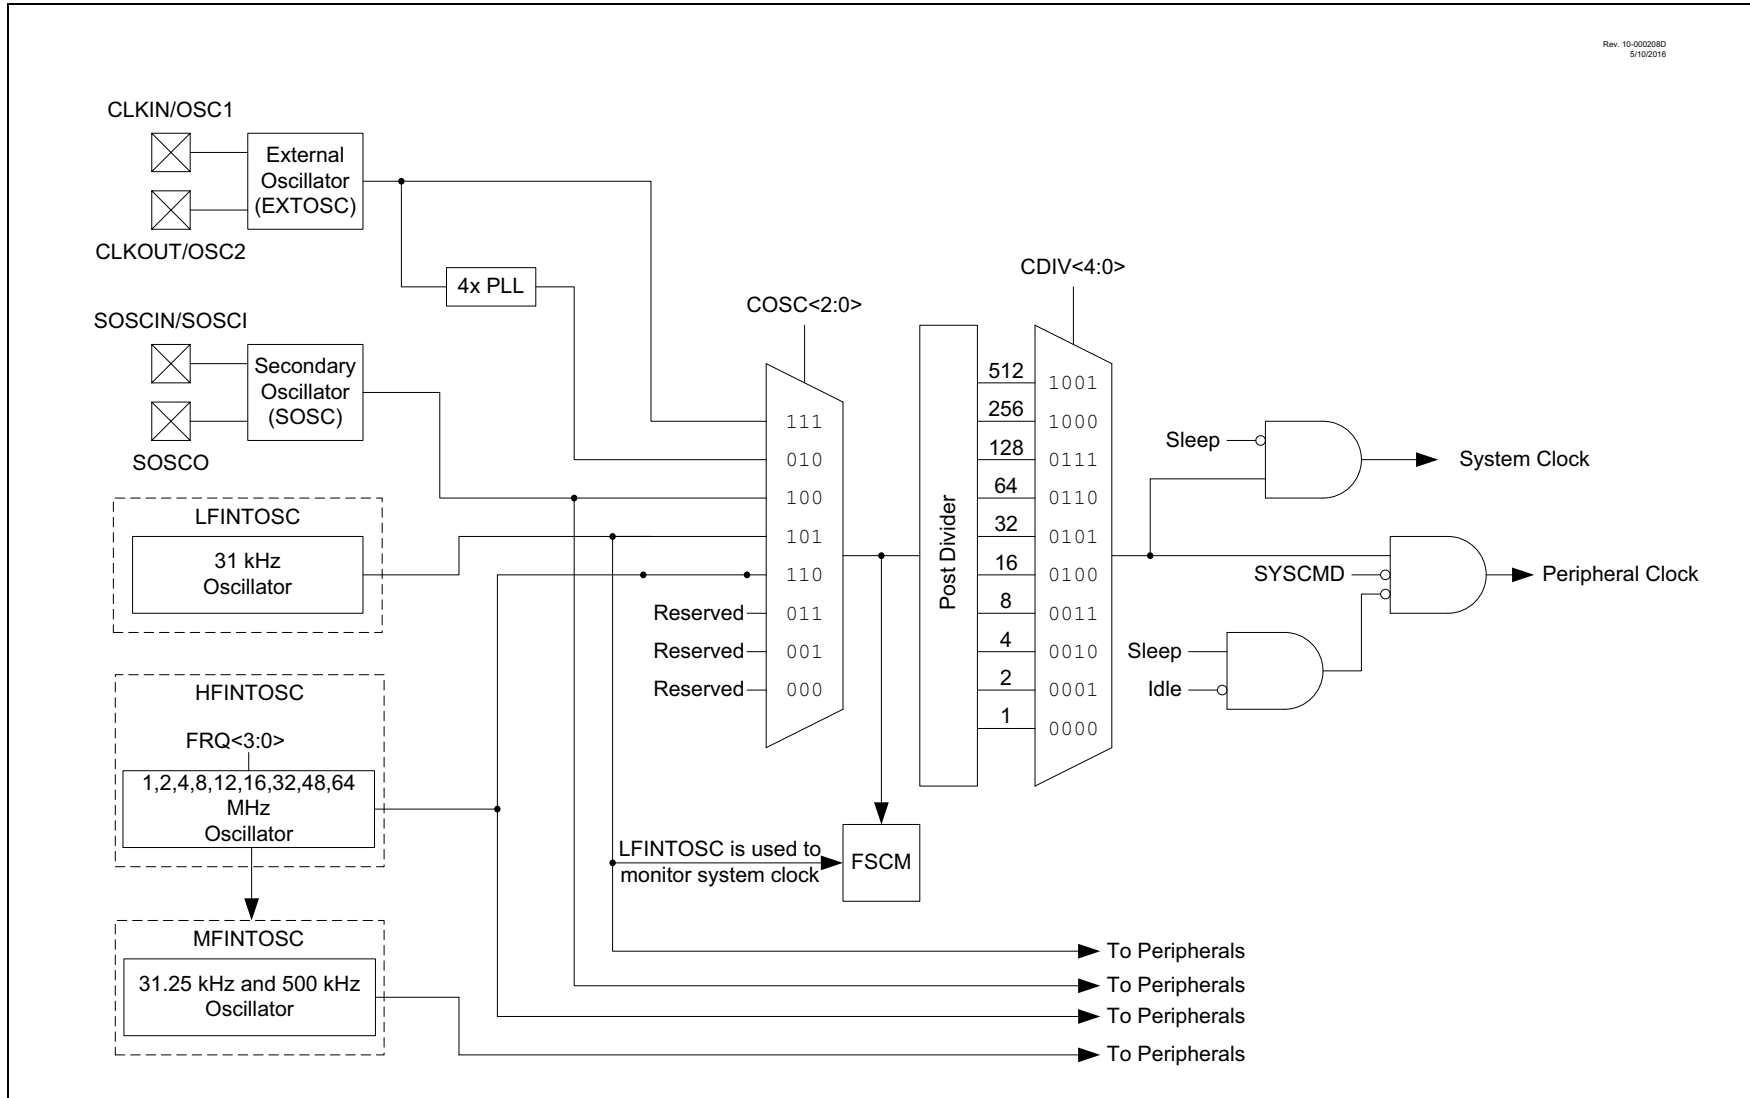 Rev. 10-000208D
5/10/2016
CLKIN/OSC1
External
Oscillator
(EXTOSC)
CLKOUT/OSC2
4x PLL
SOSCIN/SOSCI
Secondary
Oscillator
(SOSC)
SOSCO
LFINTOSC
31 kHz
Oscillator
HFINTOSC
FRQ<3:0>
1,2,4,8,12,16,32,48,64
MHz
Oscillator
MFINTOSC
31.25 kHz and 500 kHz
Oscillator
COSC<2:0>
111
010
100
101
110
Reserved
011
Reserved
001
Reserved
000
LFINTOSC is used to
monitor system clock
FSCM
Post Divider
CDIV<4:0>
512
1001
256
1000
128
0111
64
0110
32
0101
16
0100
8
0011
4
0010
2
0001
1
0000
Sleep
System Clock
SYSCMD
Peripheral Clock
Sleep
Idle
To Peripherals
To Peripherals
To Peripherals
To Peripherals